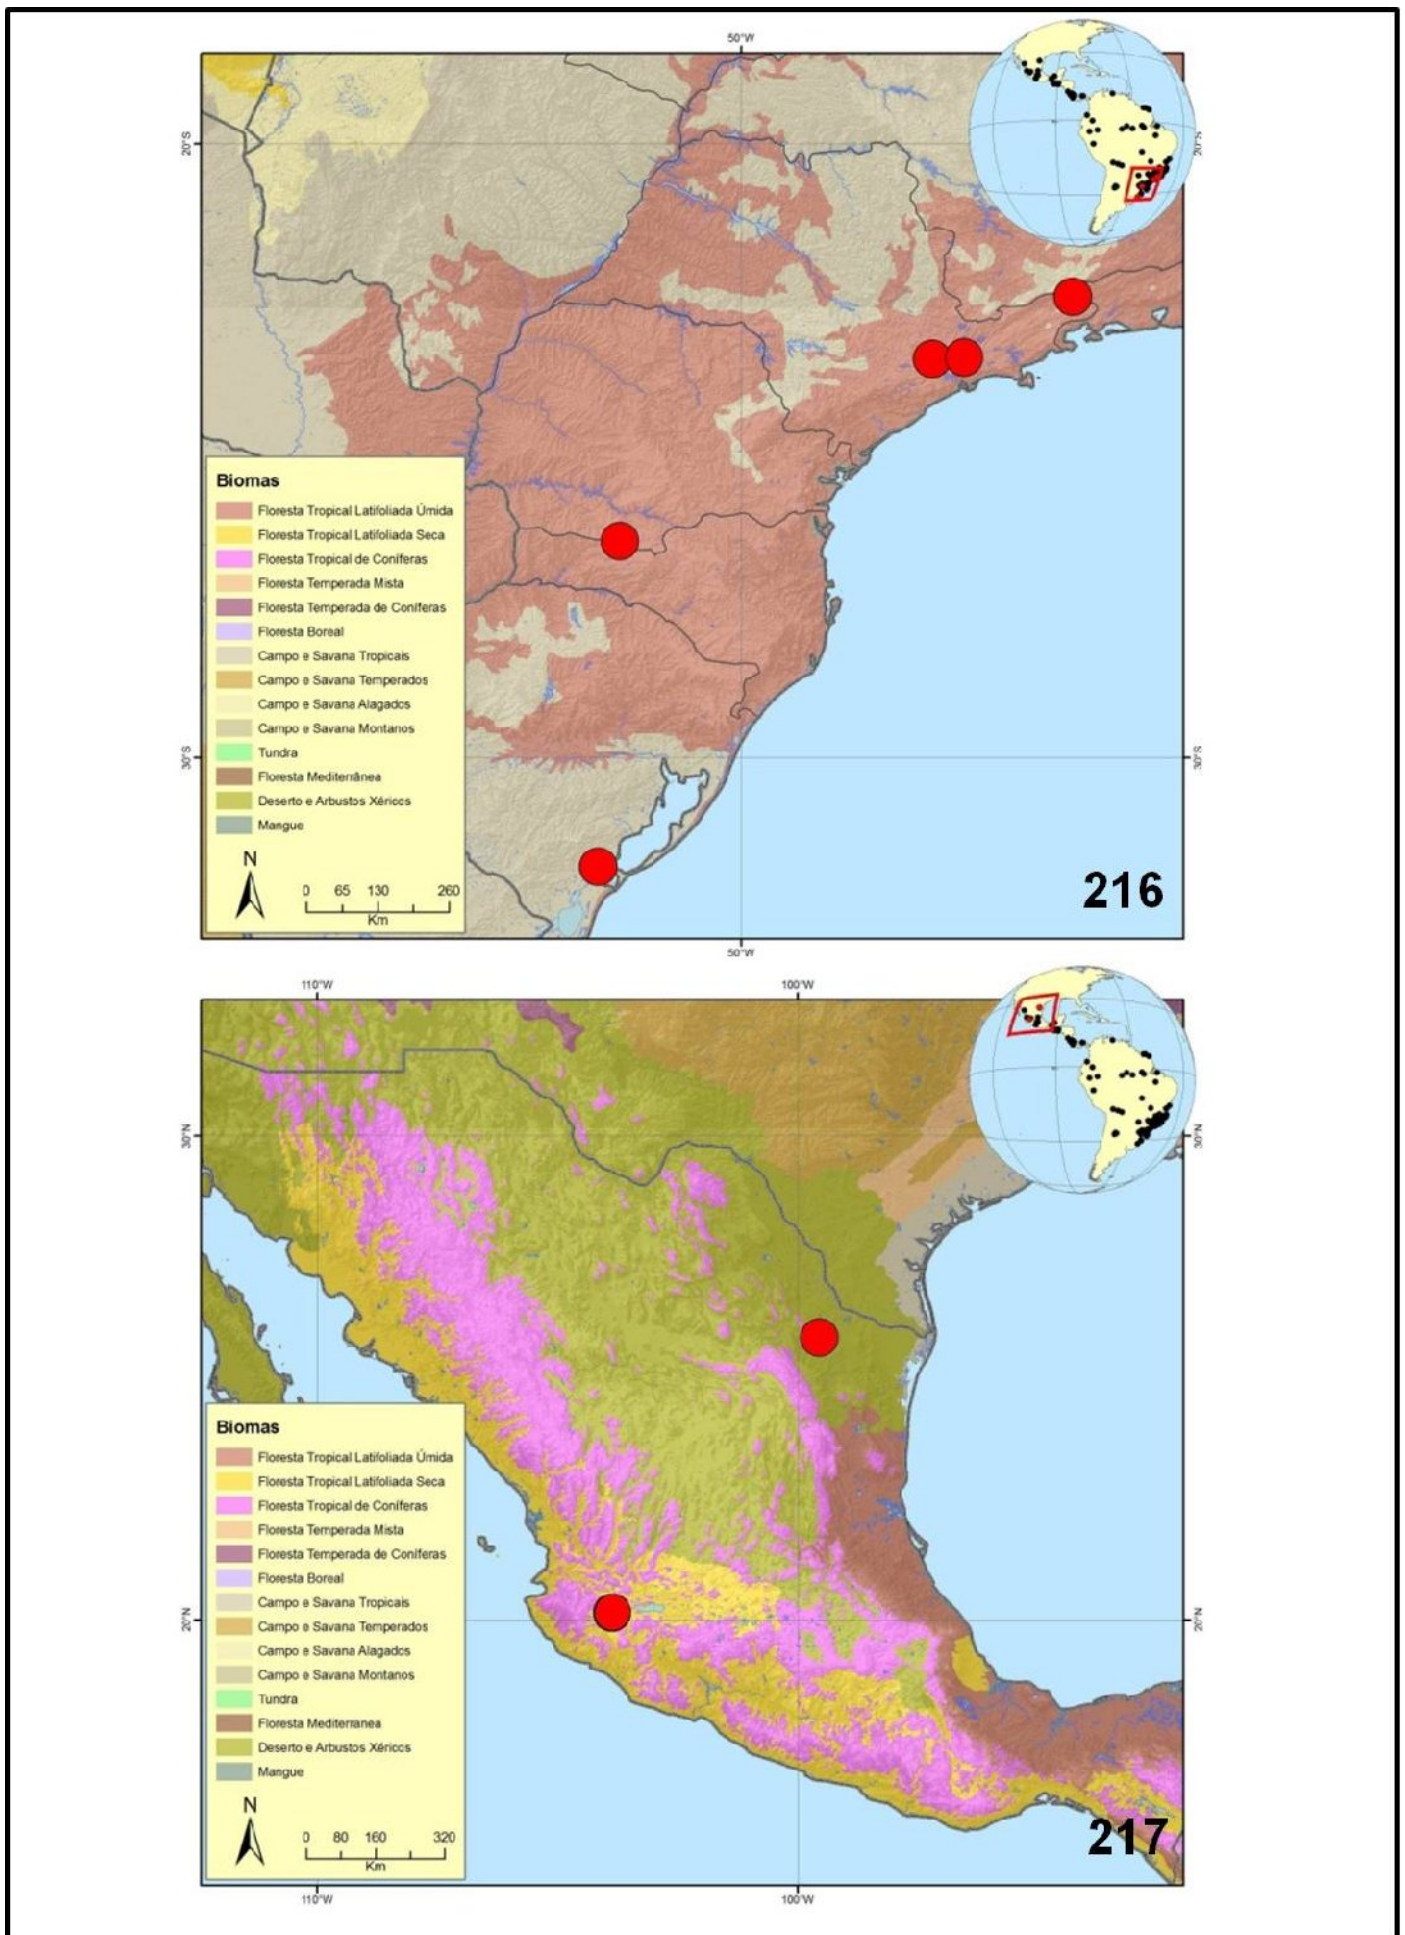 50°W
20°S
20°S
Biomas
Floresta Tropical Latifoliada Úmida
Floresta Tropical Latifoliada Seca
Floresta Tropical de Coníferas
Floresta Temperada Mista
Floresta Temperada de Coníferas
Floresta Boreal
Campo e Savana Tropicais
Campo e Savana Temperados
Campo e Savana Alagados
Campo e Savana Montanos
Tundra
Floresta Mediterrânea
Deserto e Arbustos Xéricos
Mangue
30°S
30°S
N
0 65 130 260
Km
216
50°W
110°W 100°W
30°N
30°N
Biomas
Floresta Tropical Latifoliada Úmida
Floresta Tropical Latifoliada Seca
Floresta Tropical de Coníferas
Floresta Temperada Mista
Floresta Temperada de Coníferas
Floresta Boreal
Campo e Savana Tropicais
Campo e Savana Temperados
Campo e Savana Alagados
Campo e Savana Montanos
Tundra
Floresta Mediterranea
Deserto e Arbustos Xéricos
Mangue
20°N
20°N
N
0 80 160 320
Km
217
110°W 100°W